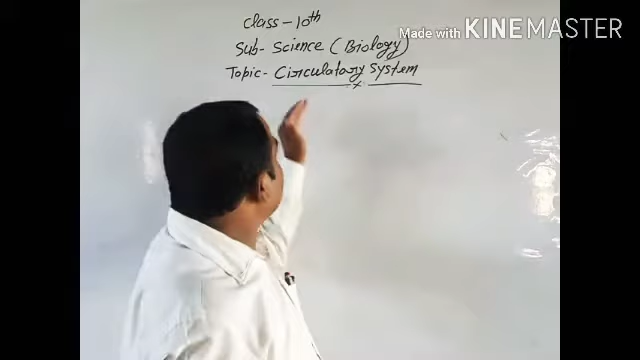 Made with KINEMASTER
Class - 10th
Sub- Science (Biology)
Topic- Circulatory System